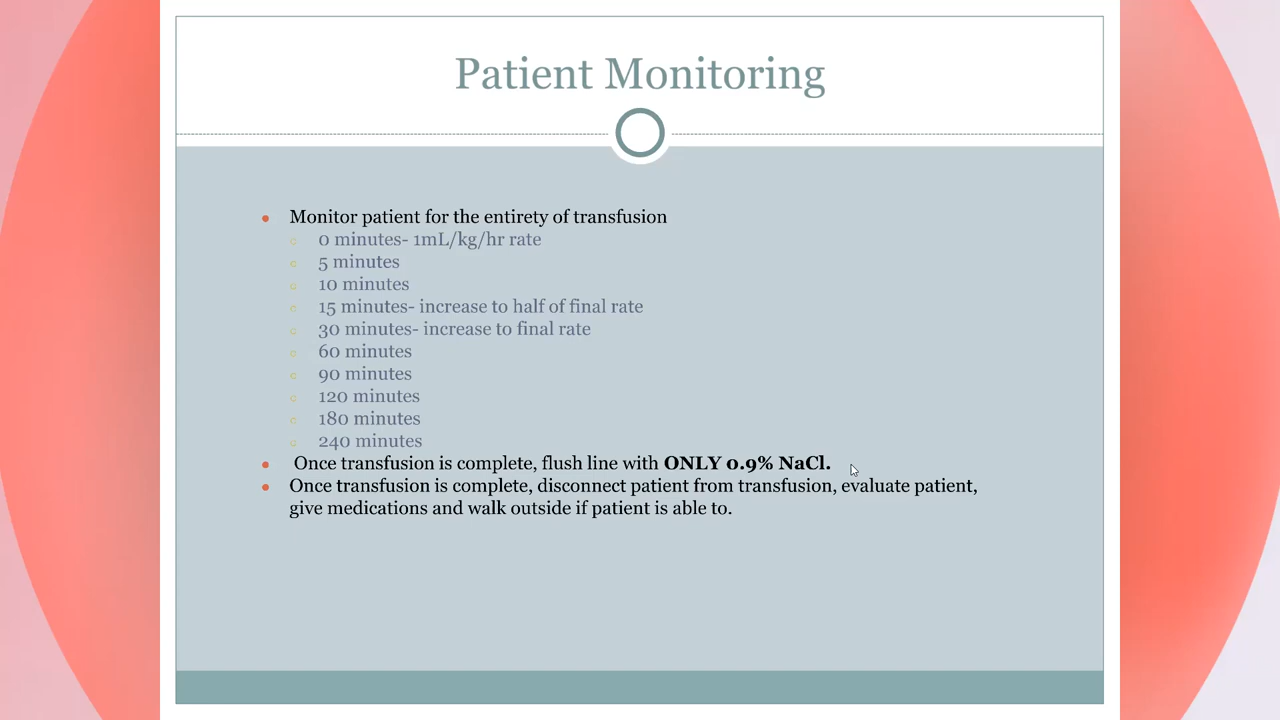 Patient Monitoring
Monitor patient for the entirety of transfusion
0 minutes- 1mL/kg/hr rate
5 minutes
10 minutes
15 minutes- increase to half of final rate
30 minutes- increase to final rate
60 minutes
90 minutes
120 minutes
180 minutes
240 minutes
Once transfusion is complete, flush line with ONLY 0.9% NaCl.
Once transfusion is complete, disconnect patient from transfusion, evaluate patient,
give medications and walk outside if patient is able to.